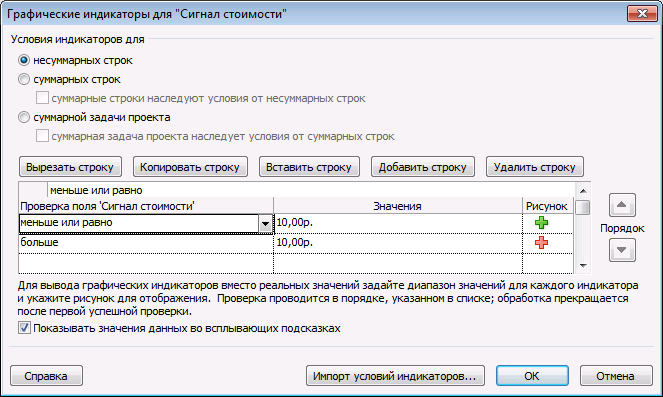 Графические индикаторы для "Сигнал стоимости"
Условия индикаторов для
несуммарных строк
суммарных строк
суммарные строки наследуют условия от несуммарных строк
суммарной задачи проекта
суммарная задача проекта наследует условия от суммарных строк
Вырезать строку Копировать строку Вставить строку Добавить строку Удалить строку
меньше или равно
Проверка поля 'Сигнал стоимости' Значения Рисунок
меньше или равно 10,00р.
больше 10,00р.
Порядок
Для вывода графических индикаторов вместо реальных значений задайте диапазон значений для каждого индикатора
и укажите рисунок для отображения. Проверка проводится в порядке, указанном в списке; обработка прекращается
после первой успешной проверки.
Показывать значения данных во всплывающих подсказках
Справка Импорт условий индикаторов... ОК Отмена